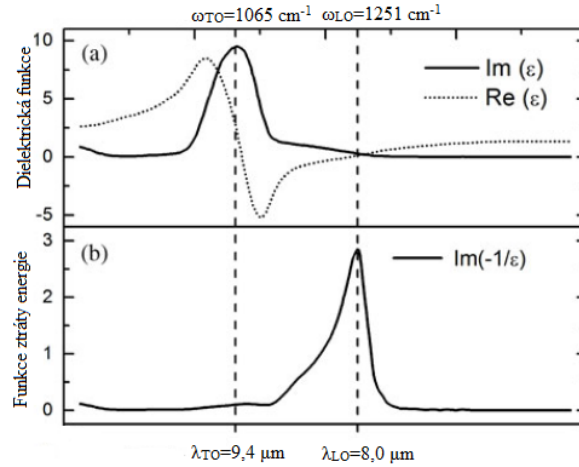 ωTO=1065 cm⁻¹ ωLO=1251 cm⁻¹
(a)
Dielektrická funkce
10
5
0
-5
Im (ε)
Re (ε)
(b)
Funkce ztráty energie
3
2
1
0
Im(-1/ε)
λTO=9,4 μm λLO=8,0 μm